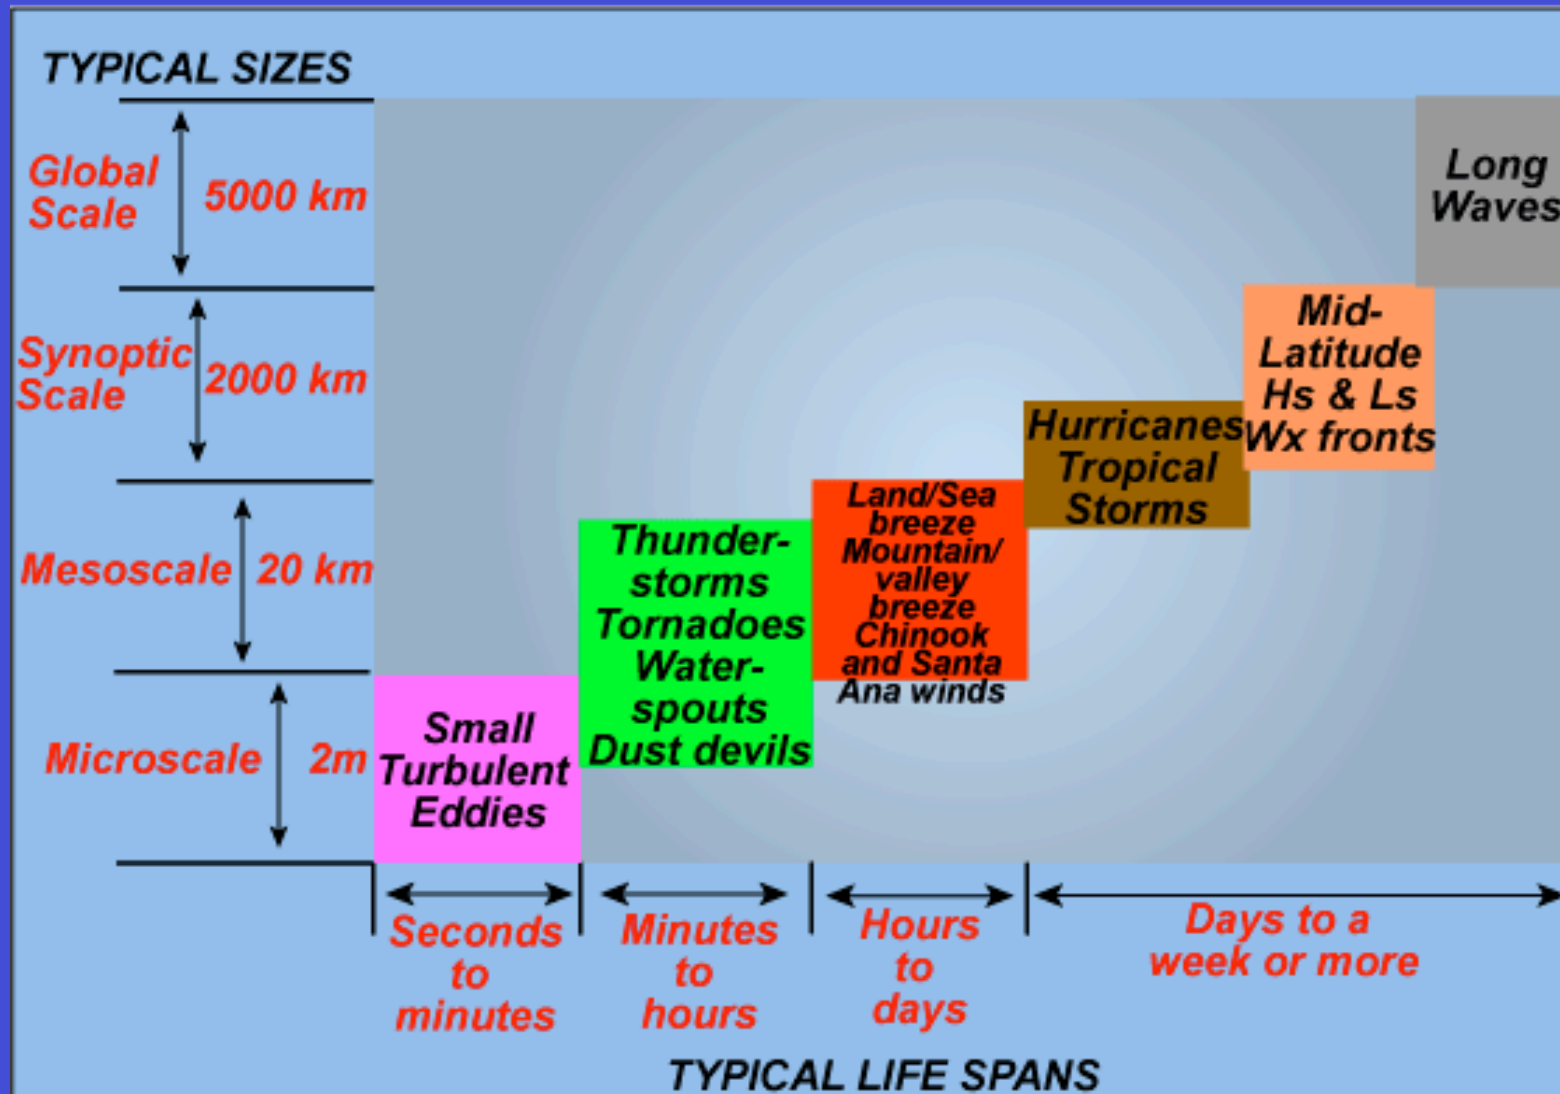 TYPICAL SIZES
Global
Scale
5000 km
Long
Waves
Synoptic
Scale
2000 km
Mid-
Latitude
Hs & Ls
Wx fronts
Hurricanes
Tropical
Storms
Mesoscale
20 km
Land/Sea
breeze
Mountain/
valley
breeze
Chinook
and Santa
Ana winds
Thunder-
storms
Tornadoes
Water-
spouts
Dust devils
Microscale
2m
Small
Turbulent
Eddies
Seconds
to
minutes
Minutes
to
hours
Hours
to
days
Days to a
week or more
TYPICAL LIFE SPANS